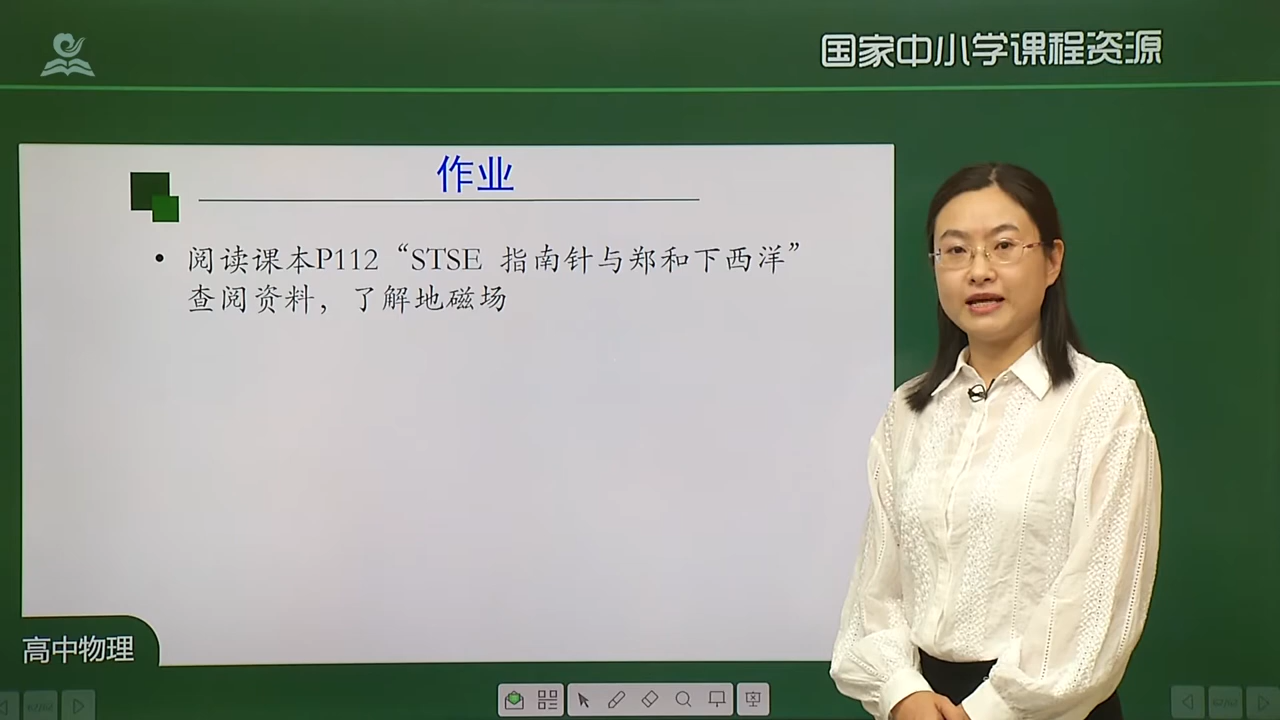 国家中小学课程资源
作业
• 阅读课本P112“STSE 指南针与郑和下西洋”
查阅资料，了解地磁场
高中物理